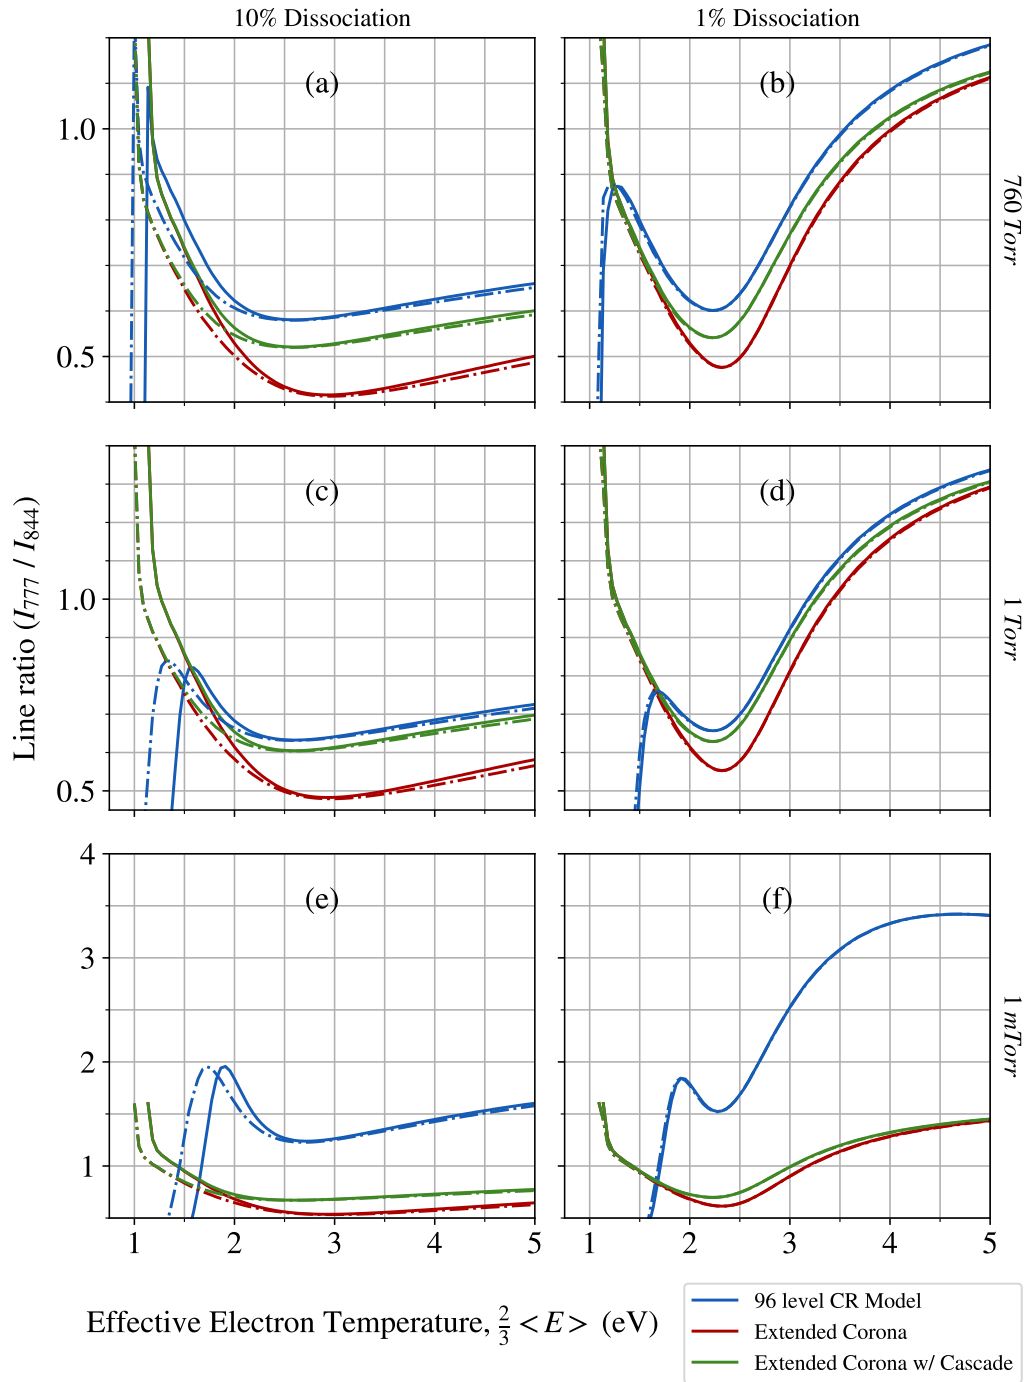 10% Dissociation 1% Dissociation
(a) (b)
1.0
0.5
760 Torr
(c) (d)
1.0
0.5
1 Torr
Line ratio (I777 / I844)
(e) (f)
4
3
2
1
1 mTorr
1 2 3 4 5 1 2 3 4 5
Effective Electron Temperature, 2/3 <E> (eV)
96 level CR Model
Extended Corona
Extended Corona w/ Cascade